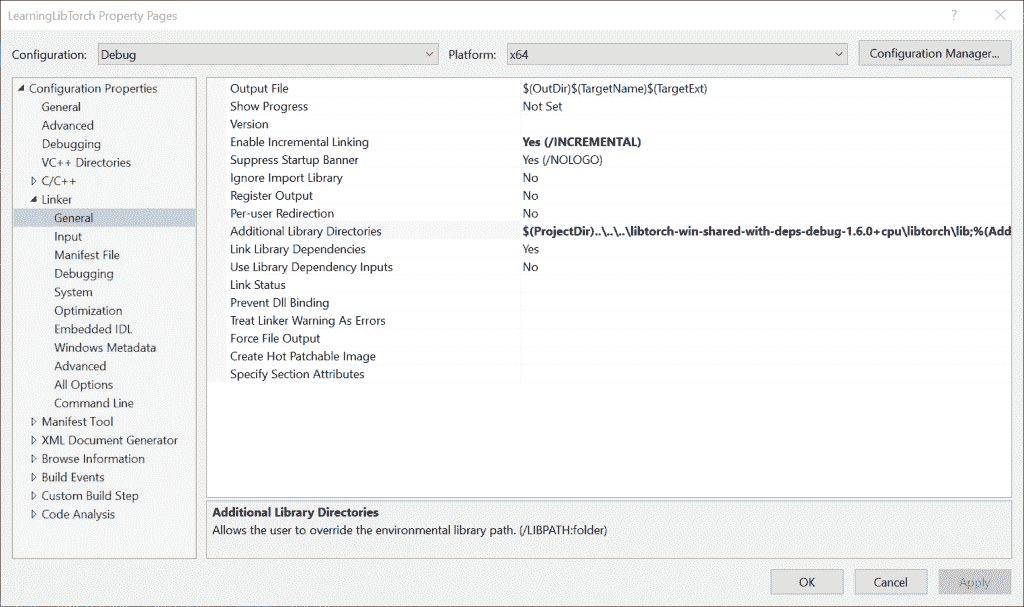 LearningLibTorch Property Pages
?
Configuration: Debug Platform: x64 Configuration Manager...
Configuration Properties
General
Advanced
Debugging
VC++ Directories
C/C++
Linker
General
Input
Manifest File
Debugging
System
Optimization
Embedded IDL
Windows Metadata
Advanced
All Options
Command Line
Manifest Tool
XML Document Generator
Browse Information
Build Events
Custom Build Step
Code Analysis
Output File $(OutDir)$(TargetName)$(TargetExt)
Show Progress Not Set
Version
Enable Incremental Linking Yes (/INCREMENTAL)
Suppress Startup Banner Yes (/NOLOGO)
Ignore Import Library No
Register Output No
Per-user Redirection No
Additional Library Directories $(ProjectDir)..\..\..\libtorch-win-shared-with-deps-debug-1.6.0+cpu\libtorch\lib;%(Add
Link Library Dependencies Yes
Use Library Dependency Inputs No
Link Status
Prevent Dll Binding
Treat Linker Warning As Errors
Force File Output
Create Hot Patchable Image
Specify Section Attributes
Additional Library Directories
Allows the user to override the environmental library path. (/LIBPATH:folder)
OK Cancel Apply